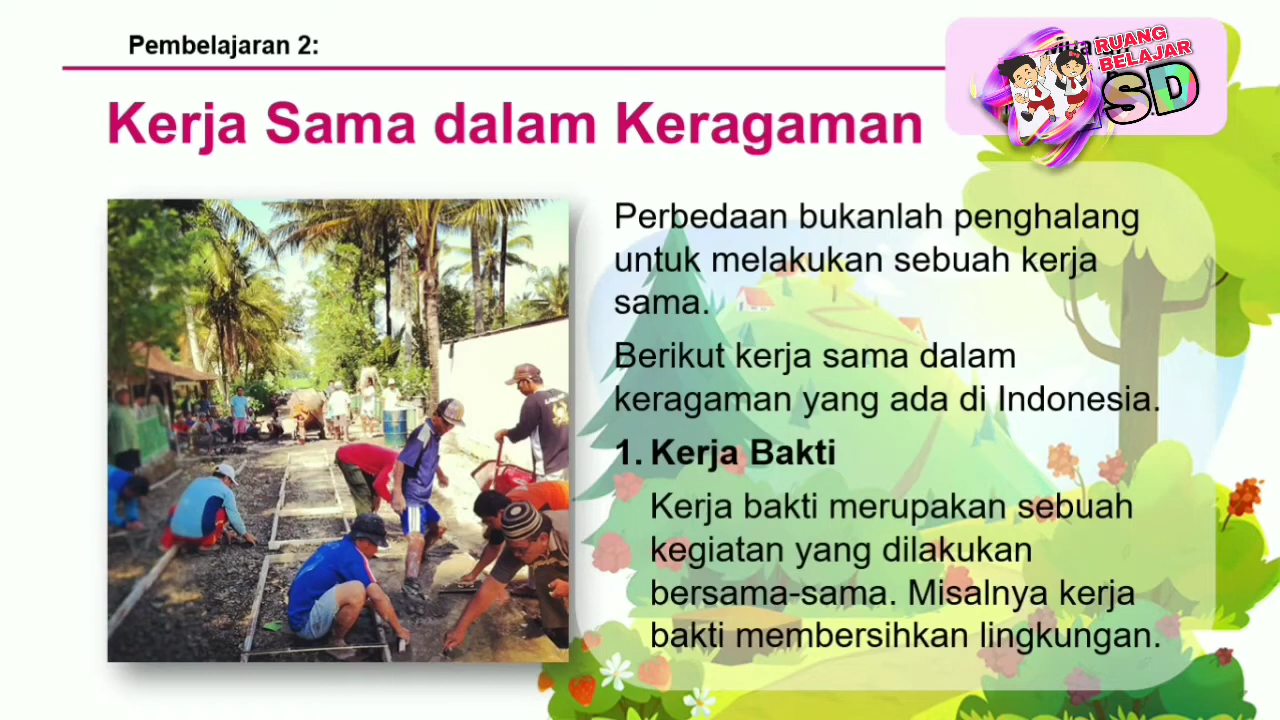 Pembelajaran 2:
RUANG
BELAJAR
SD
Kerja Sama dalam Keragaman
Perbedaan bukanlah penghalang
untuk melakukan sebuah kerja
sama.
Berikut kerja sama dalam
keragaman yang ada di Indonesia.
1. Kerja Bakti
Kerja bakti merupakan sebuah
kegiatan yang dilakukan
bersama-sama. Misalnya kerja
bakti membersihkan lingkungan.